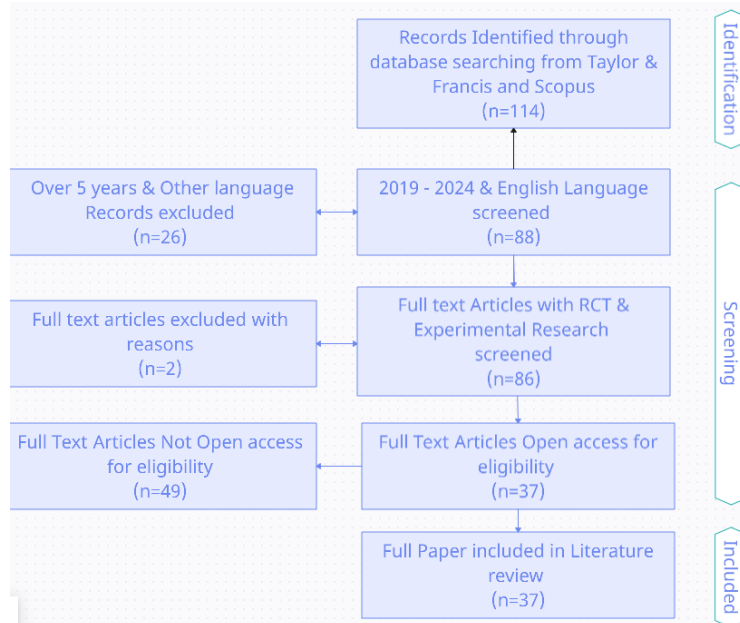 Records Identified through
database searching from Taylor &
Francis and Scopus
(n=114)
Identification
Over 5 years & Other language
Records excluded
(n=26)
2019 - 2024 & English Language
screened
(n=88)
Full text articles excluded with
reasons
(n=2)
Full text Articles with RCT &
Experimental Research
screened
(n=86)
Screening
Full Text Articles Not Open access
for eligibility
(n=49)
Full Text Articles Open access for
eligibility
(n=37)
Full Paper included in Literature
review
(n=37)
Included